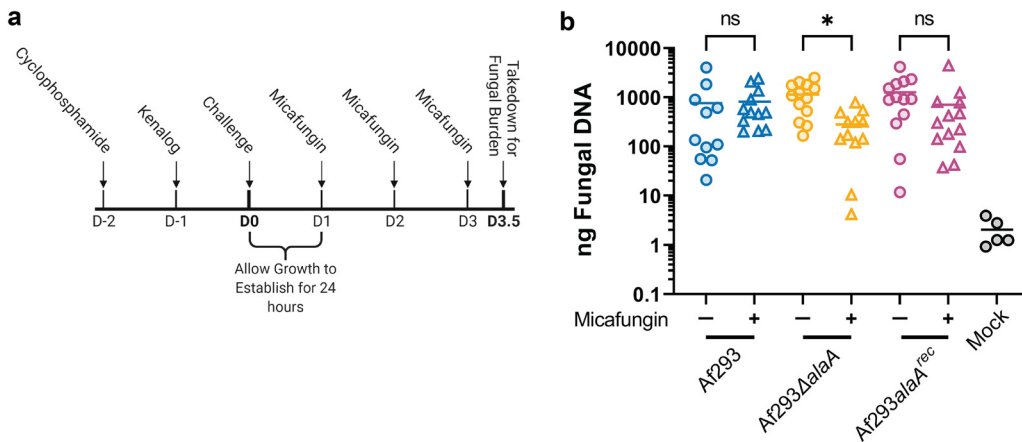 a
Cyclophosphamide
Kenalog
Challenge
Micafungin
Micafungin
Micafungin
Takedown for
Fungal Burden
D-2
D-1
D0
D1
D2
D3
D3.5
Allow Growth to
Establish for 24
hours
b
ns
*
ns
ng Fungal DNA
10000
1000
100
10
1
0.1
Micafungin
− + − + − +
Af293
Af293ΔalaA
Af293alaA^rec
Mock